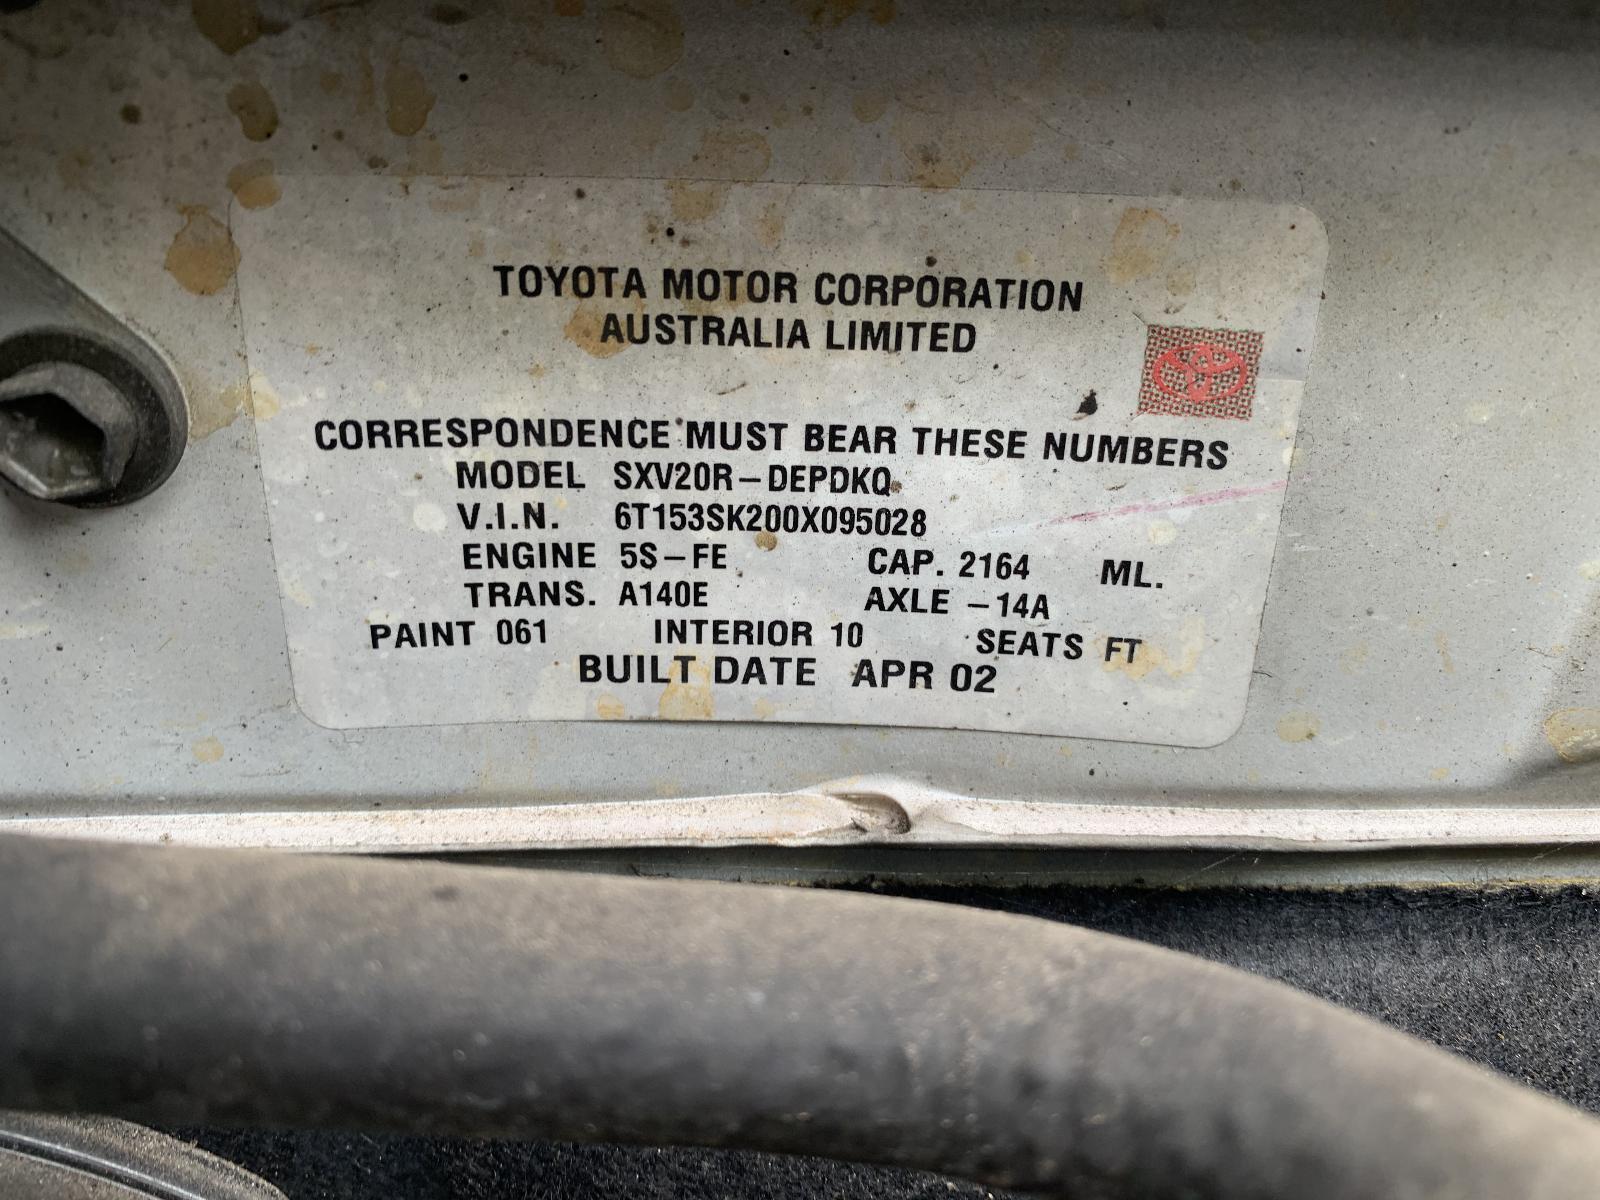 TOYOTA MOTOR CORPORATION
AUSTRALIA LIMITED
CORRESPONDENCE MUST BEAR THESE NUMBERS
MODEL SXV20R-DEPDKQ
V.I.N. 6T153SK200X095028
ENGINE 5S-FE CAP. 2164 ML.
TRANS. A140E AXLE -14A
PAINT 061 INTERIOR 10 SEATS FT
BUILT DATE APR 02